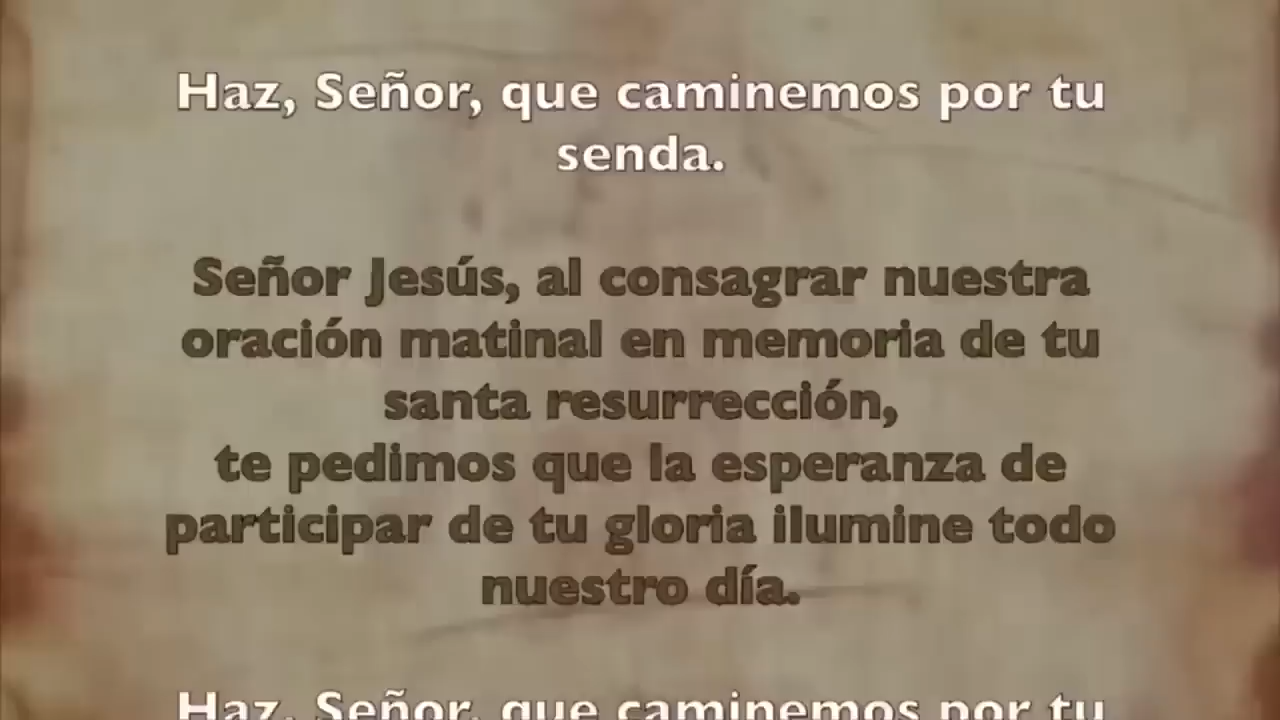 Haz, Señor, que caminemos por tu
senda.
Señor Jesús, al consagrar nuestra
oración matinal en memoria de tu
santa resurrección,
te pedimos que la esperanza de
participar de tu gloria ilumine todo
nuestro día.
Haz, Señor, que caminemos por tu